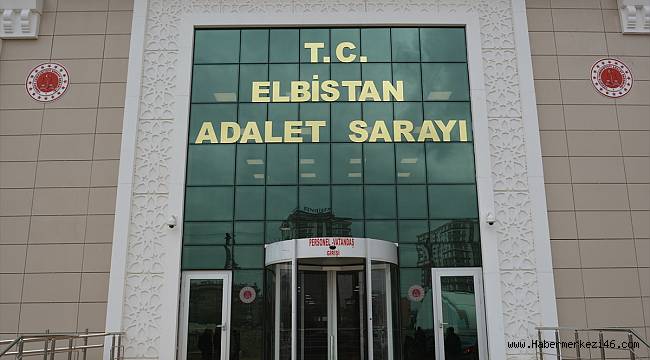 T.C.
ELBİSTAN
ADALET SARAYI
PERSONEL -VATANDAŞ
GİRİŞİ
www.Habermerkezi46.com